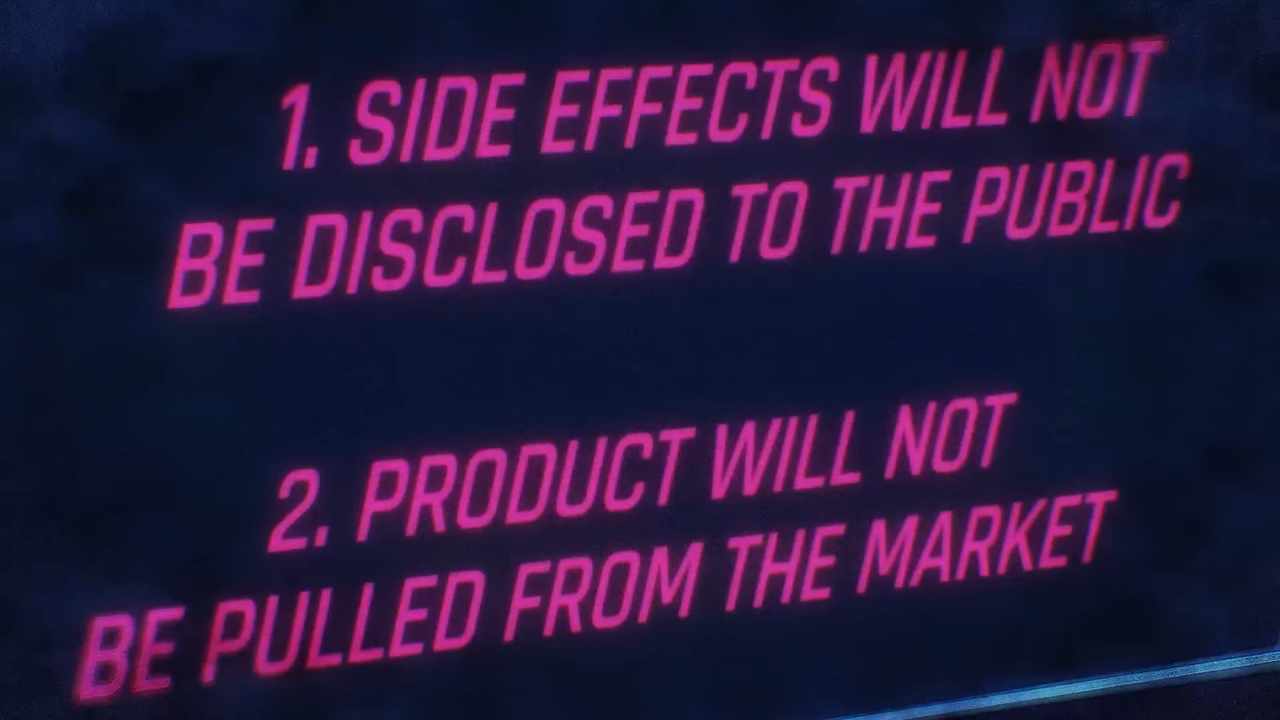 1. SIDE EFFECTS WILL NOT
BE DISCLOSED TO THE PUBLIC
2. PRODUCT WILL NOT
BE PULLED FROM THE MARKET